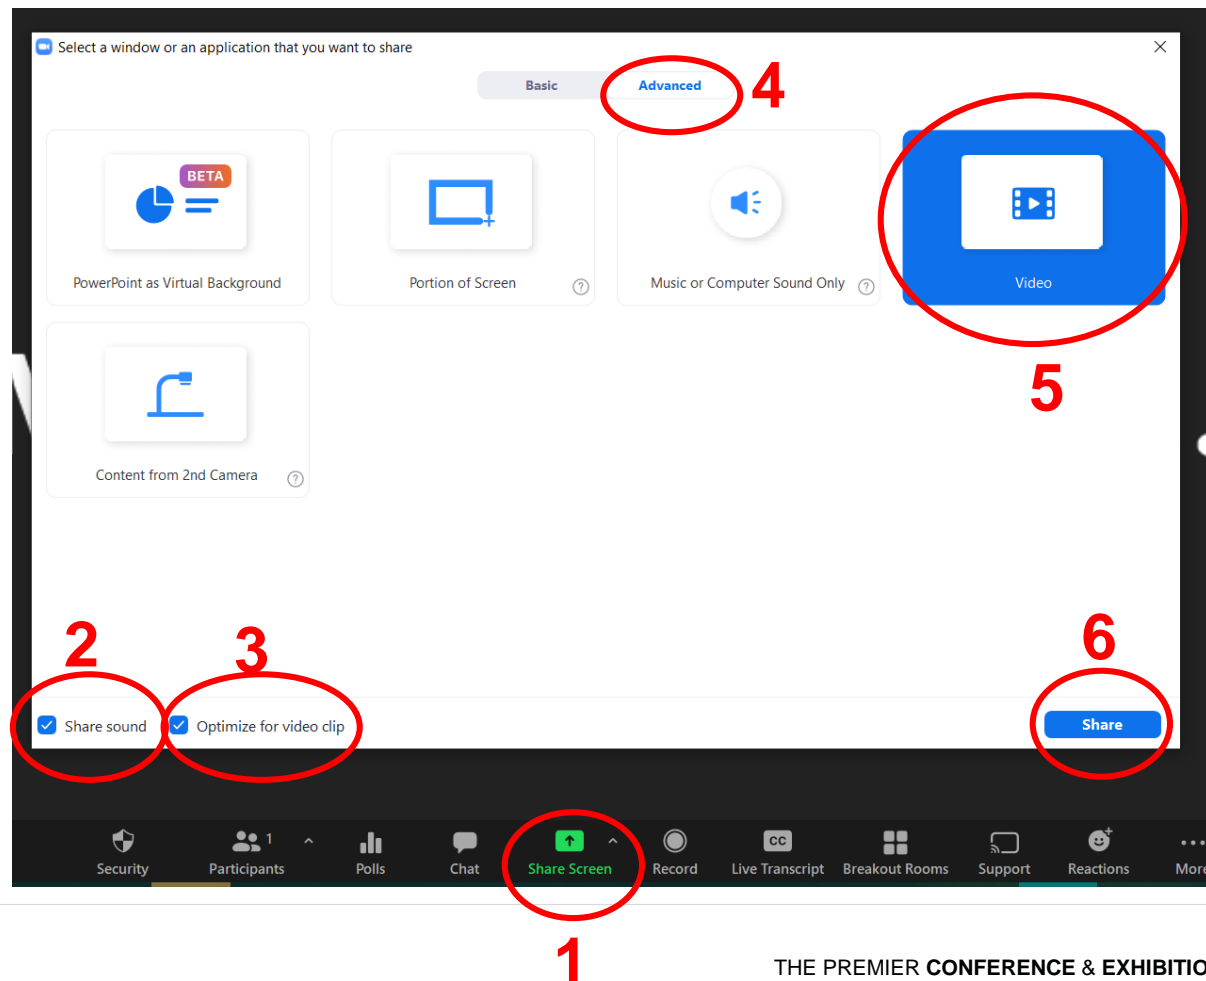 Select a window or an application that you want to share
Basic
Advanced
4
BETA
PowerPoint as Virtual Background
Portion of Screen
?
Music or Computer Sound Only
?
Video
5
Content from 2nd Camera
?
2
3
6
Share sound
Optimize for video clip
Share
1
Security
Participants
Polls
Chat
Share Screen
Record
CC
Live Transcript
Breakout Rooms
Support
Reactions
More
1
THE PREMIER CONFERENCE & EXHIBITIO